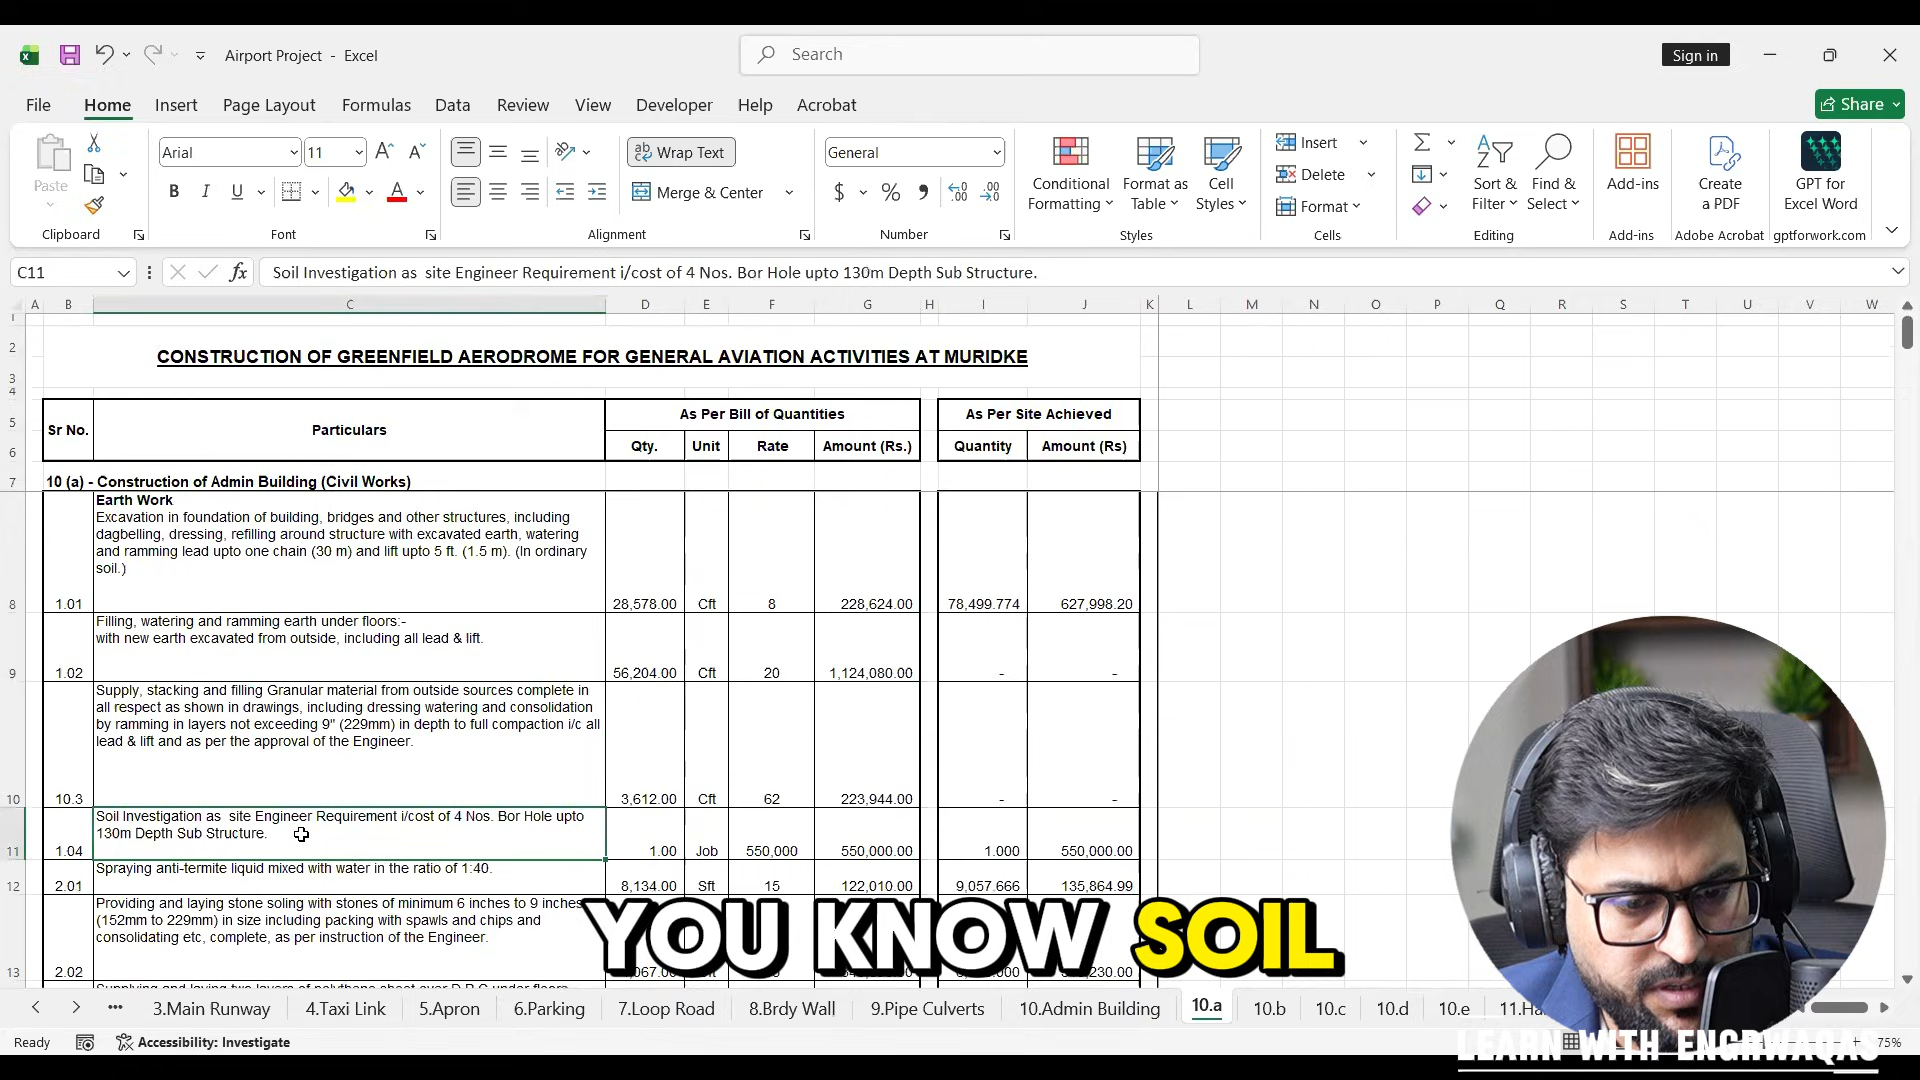 Airport Project - Excel
Search
Sign in
File Home Insert Page Layout Formulas Data Review View Developer Help Acrobat
Share
Paste
Clipboard
Arial 11
B I U
Font
Wrap Text
Merge & Center
Alignment
General
$ % ,
Number
Conditional Formatting
Format as Table
Cell Styles
Styles
Insert
Delete
Format
Cells
Sort & Filter
Find & Select
Editing
Add-ins
Add-ins
Create a PDF
Adobe Acrobat
GPT for Excel Word
gptforwork.com
C11 fx Soil Investigation as  site Engineer Requirement i/cost of 4 Nos. Bor Hole upto 130m Depth Sub Structure.
A B C D E F G H I J K L M N O P Q R S T U V W
CONSTRUCTION OF GREENFIELD AERODROME FOR GENERAL AVIATION ACTIVITIES AT MURIDKE
Sr No. Particulars As Per Bill of Quantities As Per Site Achieved
Qty. Unit Rate Amount (Rs.) Quantity Amount (Rs)
10 (a) - Construction of Admin Building (Civil Works)
Earth Work
Excavation in foundation of building, bridges and other structures, including
dagbelling, dressing, refilling around structure with excavated earth, watering
and ramming lead upto one chain (30 m) and lift upto 5 ft. (1.5 m). (In ordinary
soil.)
8 1.01 28,578.00 Cft 8 228,624.00 78,499.774 627,998.20
Filling, watering and ramming earth under floors:-
with new earth excavated from outside, including all lead & lift.
9 1.02 56,204.00 Cft 20 1,124,080.00 - -
Supply, stacking and filling Granular material from outside sources complete in
all respect as shown in drawings, including dressing watering and consolidation
by ramming in layers not exceeding 9" (229mm) in depth to full compaction i/c all
lead & lift and as per the approval of the Engineer.
10 10.3 3,612.00 Cft 62 223,944.00 - -
Soil Investigation as  site Engineer Requirement i/cost of 4 Nos. Bor Hole upto
130m Depth Sub Structure.
11 1.04 1.00 Job 550,000 550,000.00 1.000 550,000.00
Spraying anti-termite liquid mixed with water in the ratio of 1:40.
12 2.01 8,134.00 Sft 15 122,010.00 9,057.666 135,864.99
Providing and laying stone soling with stones of minimum 6 inches to 9 inches
(152mm to 229mm) in size including packing with spawls and chips and
consolidating etc, complete, as per instruction of the Engineer.
13 2.02
YOU KNOW SOIL
3.Main Runway 4.Taxi Link 5.Apron 6.Parking 7.Loop Road 8.Brdy Wall 9.Pipe Culverts 10.Admin Building 10.a 10.b 10.c 10.d 10.e
Ready Accessibility: Investigate 75%
LEARN WITH ENGRWAQAS